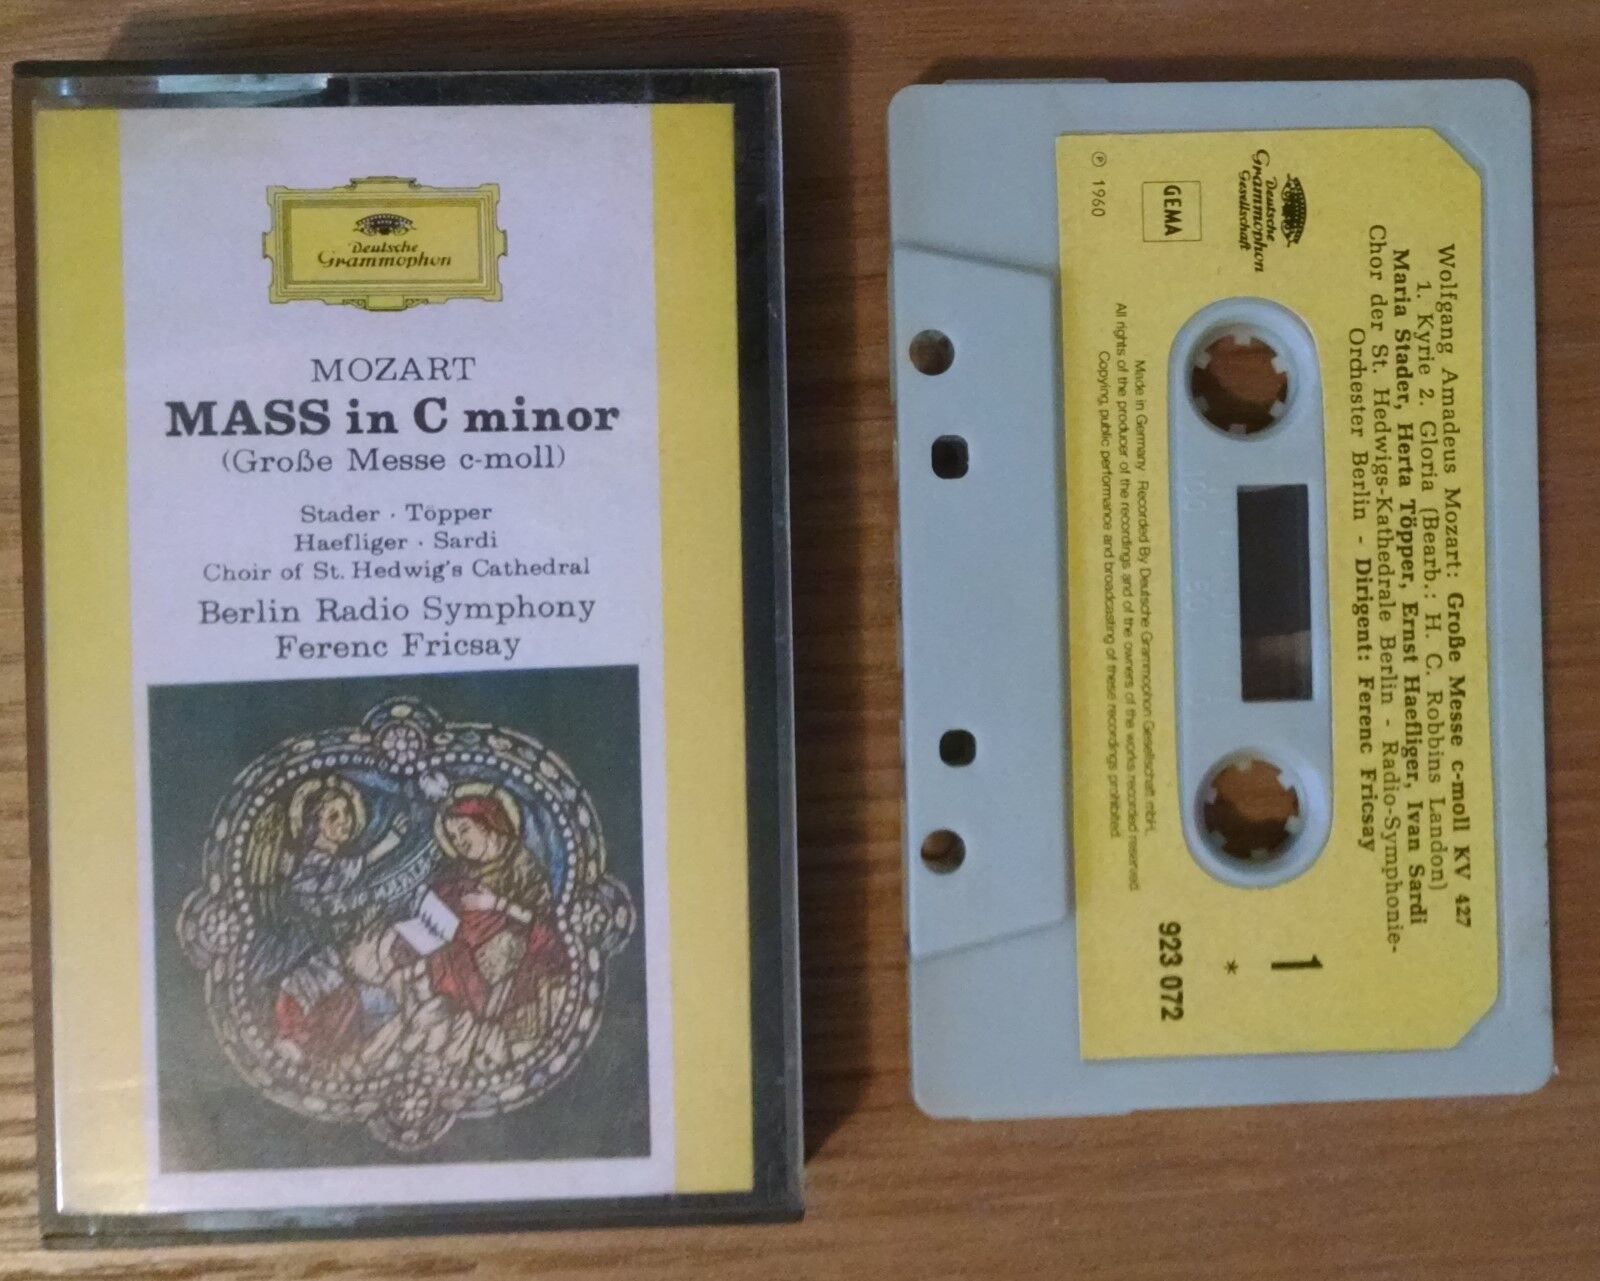 Deutsche
Grammophon
MOZART
MASS in C minor
(Große Messe c-moll)
Stader · Töpper
Haefliger · Sardi
Choir of St. Hedwig's Cathedral
Berlin Radio Symphony
Ferenc Fricsay
Wolfgang Amadeus Mozart: Große Messe c-moll KV 427
1. Kyrie 2. Gloria (Bearb.: H. C. Robbins Landon)
Maria Stader, Herta Töpper, Ernst Haefliger, Ivan Sardi
Chor der St. Hedwigs-Kathedrale Berlin - Radio-Symphonie-
Orchester Berlin - Dirigent: Ferenc Fricsay
Deutsche
Grammophon
Gesellschaft
1
*
GEMA
923 072
℗ 1960
Made in Germany Recorded By Deutsche Grammophon Gesellschaft mbH.
All rights of the producer of the recordings and of the owners of the works recorded reserved.
Copying, public performance and broadcasting of these recordings prohibited.